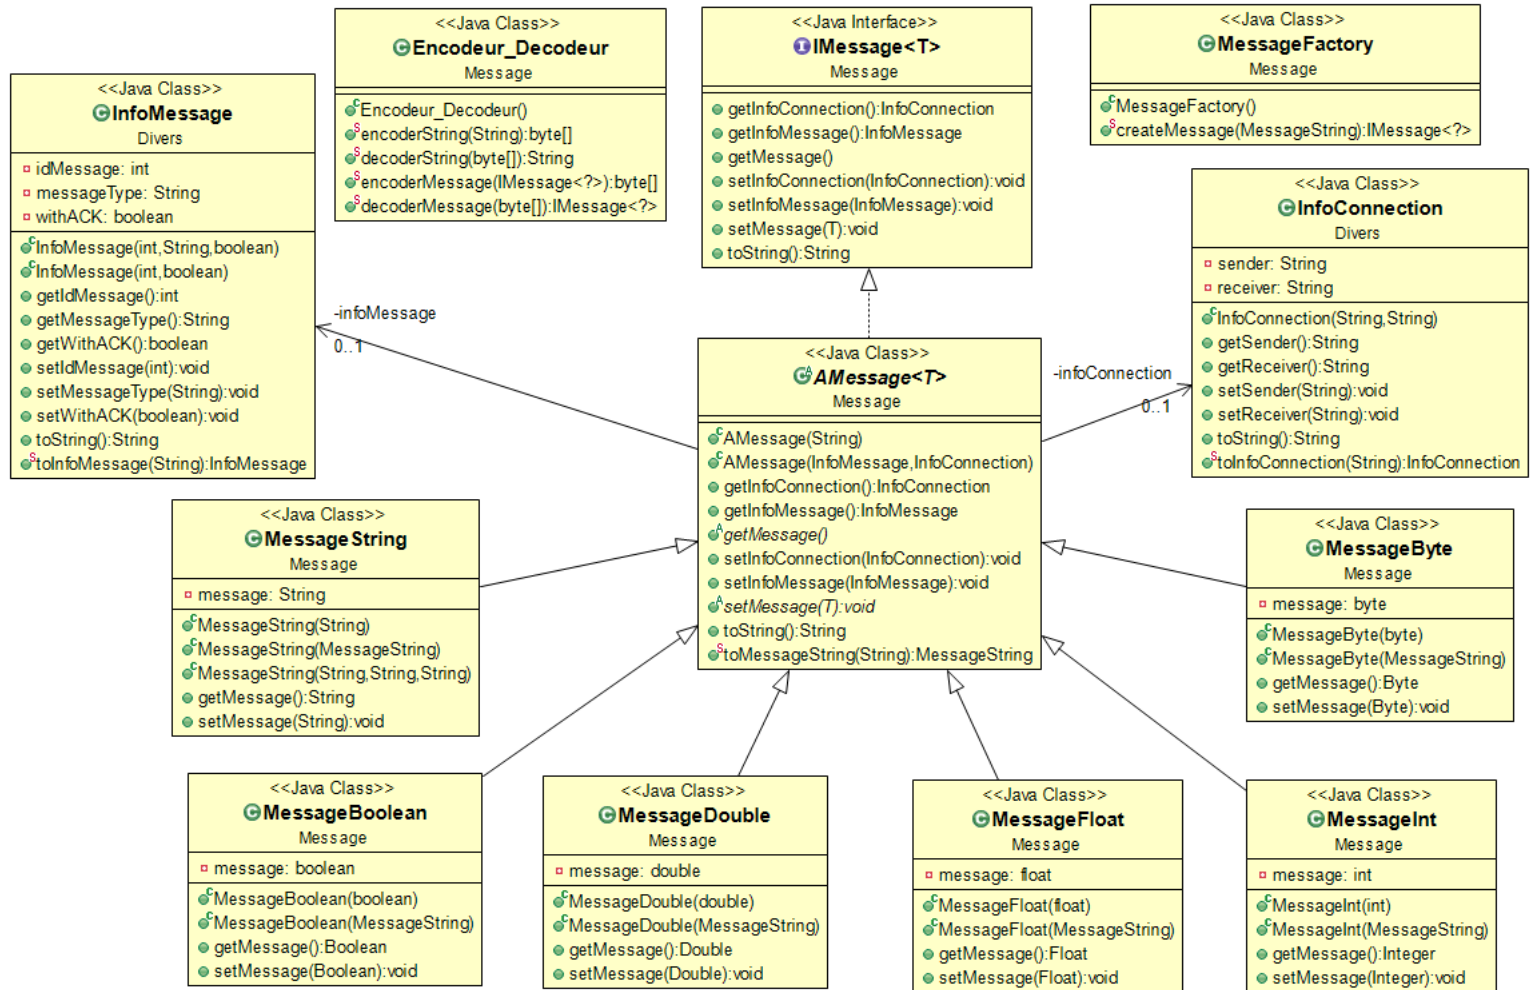 <<Java Class>>
InfoMessage
Divers
idMessage: int
messageType: String
withACK: boolean
InfoMessage(int,String,boolean)
InfoMessage(int,boolean)
getIdMessage():int
getMessageType():String
getWithACK():boolean
setIdMessage(int):void
setMessageType(String):void
setWithACK(boolean):void
toString():String
toInfoMessage(String):InfoMessage
<<Java Class>>
Encodeur_Decodeur
Message
Encodeur_Decodeur()
encoderString(String):byte[]
decoderString(byte[]):String
encoderMessage(IMessage<?>):byte[]
decoderMessage(byte[]):IMessage<?>
<<Java Interface>>
IMessage<T>
Message
getInfoConnection():InfoConnection
getInfoMessage():InfoMessage
getMessage()
setInfoConnection(InfoConnection):void
setInfoMessage(InfoMessage):void
setMessage(T):void
toString():String
<<Java Class>>
MessageFactory
Message
MessageFactory()
createMessage(MessageString):IMessage<?>
<<Java Class>>
InfoConnection
Divers
sender: String
receiver: String
InfoConnection(String,String)
getSender():String
getReceiver():String
setSender(String):void
setReceiver(String):void
toString():String
toInfoConnection(String):InfoConnection
-infoMessage
0..1
-infoConnection
0..1
<<Java Class>>
AMessage<T>
Message
AMessage(String)
AMessage(InfoMessage,InfoConnection)
getInfoConnection():InfoConnection
getInfoMessage():InfoMessage
getMessage()
setInfoConnection(InfoConnection):void
setInfoMessage(InfoMessage):void
setMessage(T):void
toString():String
toMessageString(String):MessageString
<<Java Class>>
MessageString
Message
message: String
MessageString(String)
MessageString(MessageString)
MessageString(String,String,String)
getMessage():String
setMessage(String):void
<<Java Class>>
MessageByte
Message
message: byte
MessageByte(byte)
MessageByte(MessageString)
getMessage():Byte
setMessage(Byte):void
<<Java Class>>
MessageBoolean
Message
message: boolean
MessageBoolean(boolean)
MessageBoolean(MessageString)
getMessage():Boolean
setMessage(Boolean):void
<<Java Class>>
MessageDouble
Message
message: double
MessageDouble(double)
MessageDouble(MessageString)
getMessage():Double
setMessage(Double):void
<<Java Class>>
MessageFloat
Message
message: float
MessageFloat(float)
MessageFloat(MessageString)
getMessage():Float
setMessage(Float):void
<<Java Class>>
MessageInt
Message
message: int
MessageInt(int)
MessageInt(MessageString)
getMessage():Integer
setMessage(Integer):void